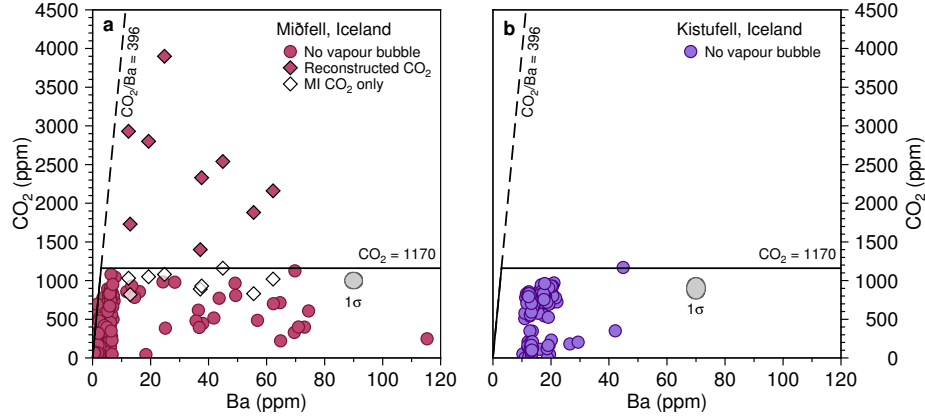 a
Miðfell, Iceland
No vapour bubble
Reconstructed CO₂
MI CO₂ only
CO₂/Ba = 396
CO₂ = 1170
1σ
4500
4000
3500
3000
2500
2000
1500
1000
500
0
CO₂ (ppm)
0 20 40 60 80 100 120
Ba (ppm)
b
Kistufell, Iceland
No vapour bubble
CO₂/Ba = 396
CO₂ = 1170
1σ
4500
4000
3500
3000
2500
2000
1500
1000
500
0
CO₂ (ppm)
0 20 40 60 80 100 120
Ba (ppm)